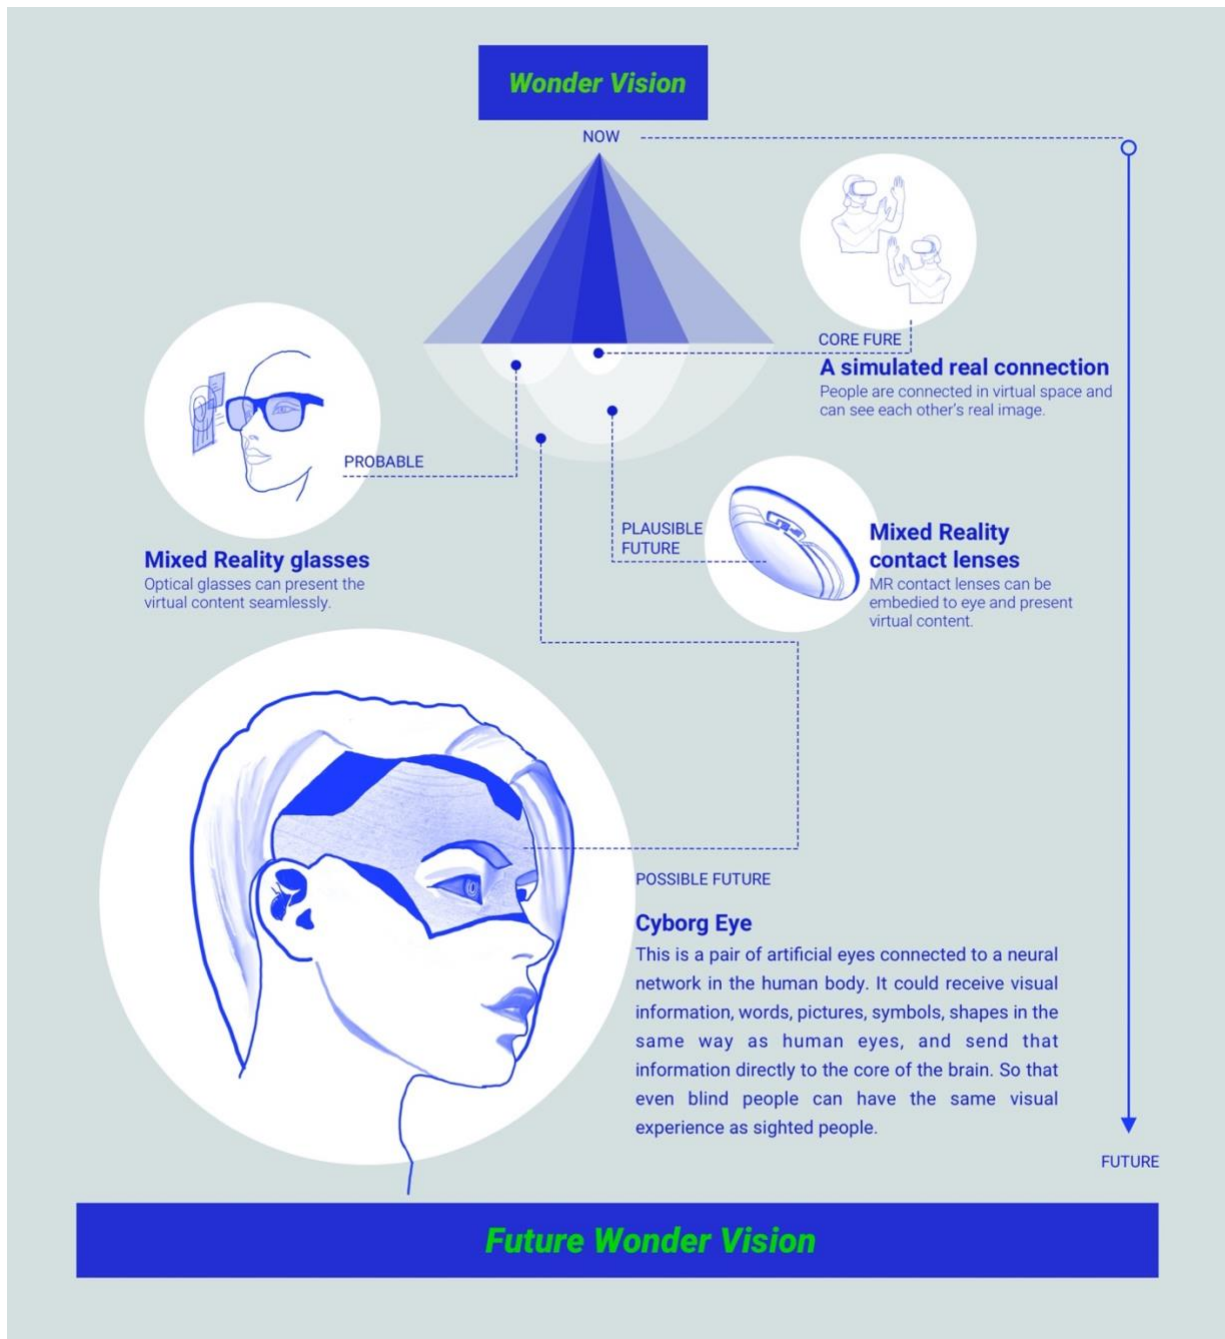 Wonder Vision
NOW
CORE FURE
A simulated real connection
People are connected in virtual space and
can see each other's real image.
PROBABLE
Mixed Reality glasses
Optical glasses can present the
virtual content seamlessly.
PLAUSIBLE
FUTURE
Mixed Reality
contact lenses
MR contact lenses can be
embedied to eye and present
virtual content.
POSSIBLE FUTURE
Cyborg Eye
This is a pair of artificial eyes connected to a neural
network in the human body. It could receive visual
information, words, pictures, symbols, shapes in the
same way as human eyes, and send that
information directly to the core of the brain. So that
even blind people can have the same visual
experience as sighted people.
FUTURE
Future Wonder Vision